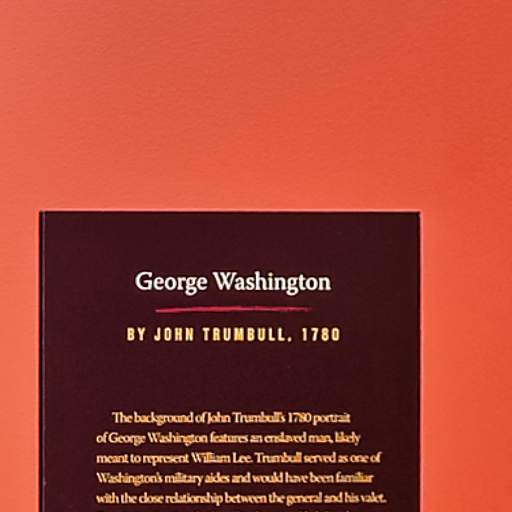 George Washington
BY JOHN TRUMBULL, 1780
The background of John Trumbull's 1780 portrait
of George Washington features an enslaved man, likely
meant to represent William Lee. Trumbull served as one of
Washington's military aides and would have been familiar
with the close relationship between the general and his valet.